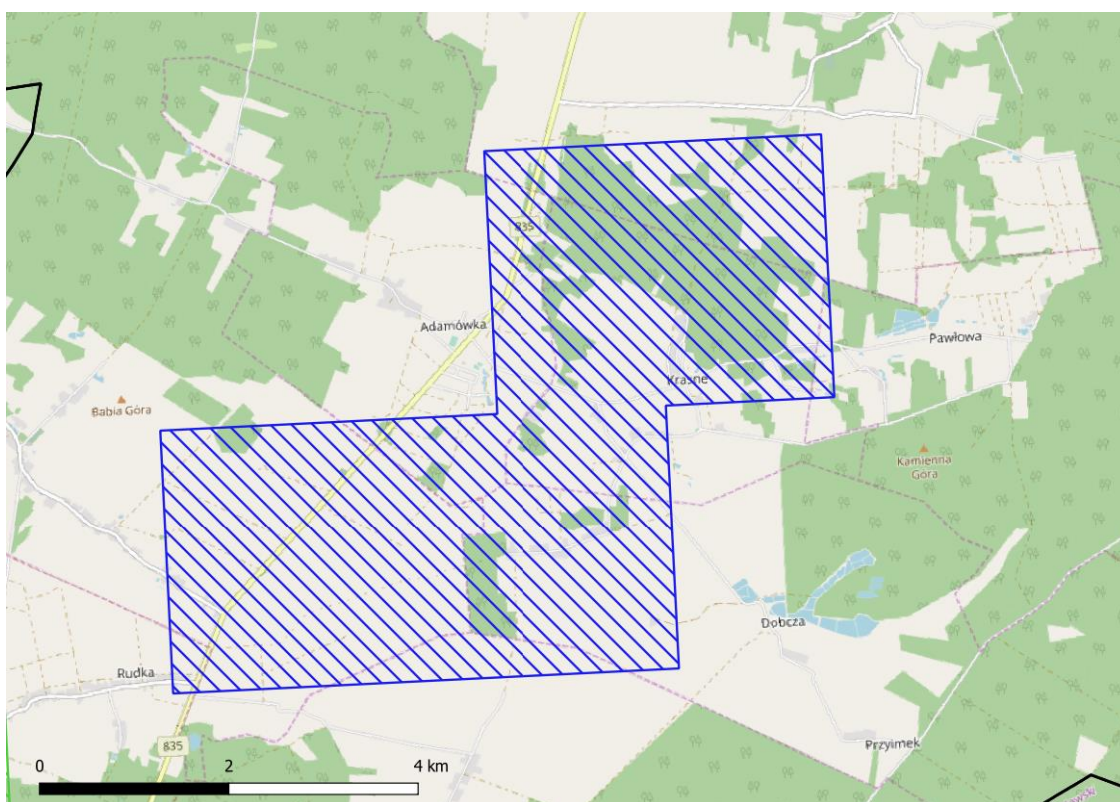 835
Adamówka
Pawłowa
Krasne
Babia Góra
Kamienna
Góra
Dobcza
Rudka
835
Przyimek
0 2 4 km